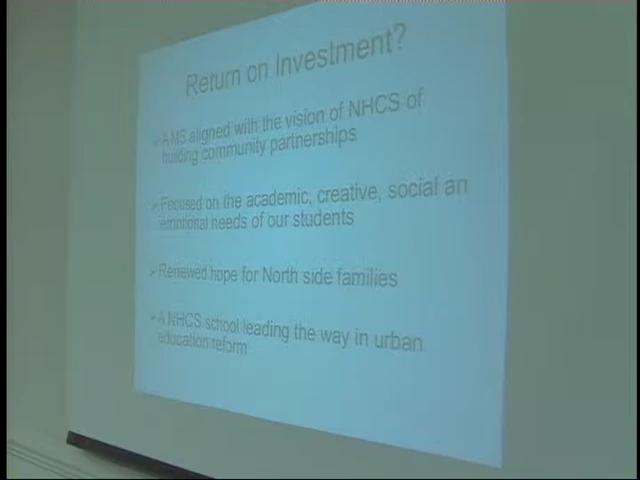 Return on Investment?
AMS aligned with the vision of NHCS of
building community partnerships
Focused on the academic, creative, social an
emotional needs of our students
Renewed hope for North side families
A NHCS school leading the way in urban
education reform